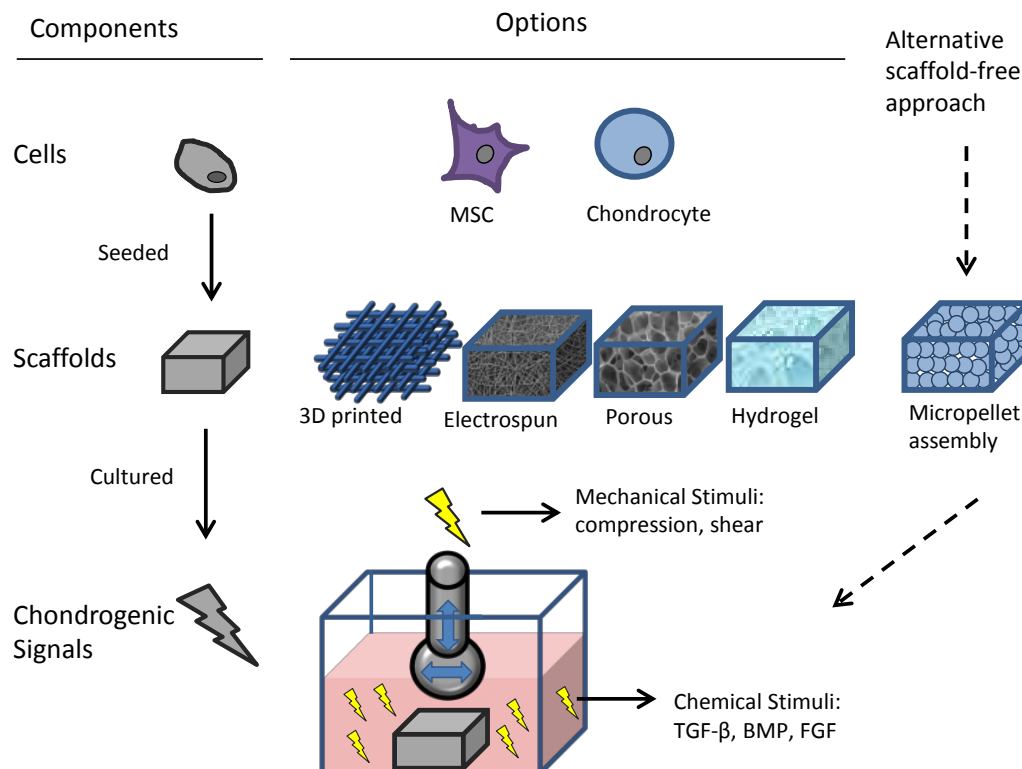 Components
Options
Alternative
scaffold-free
approach
Cells
MSC
Chondrocyte
Seeded
Scaffolds
3D printed
Electrospun
Porous
Hydrogel
Micropellet
assembly
Cultured
Mechanical Stimuli:
compression, shear
Chondrogenic
Signals
Chemical Stimuli:
TGF-β, BMP, FGF